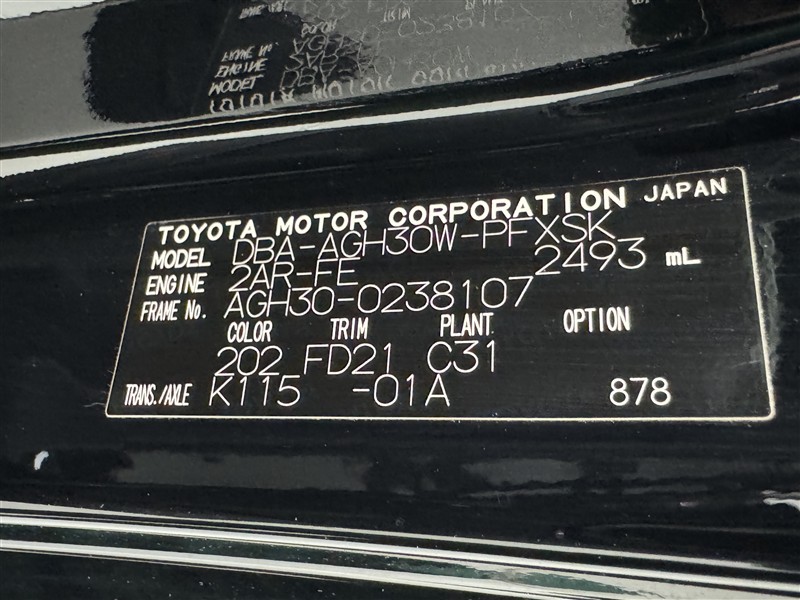 TOYOTA MOTOR CORPORATION JAPAN
MODEL DBA-AGH30W-PFXSK
ENGINE 2AR-FE 2493 mL
FRAME No. AGH30-0238107
COLOR TRIM PLANT OPTION
202 FD21 C31
TRANS./AXLE K115 -01A 878